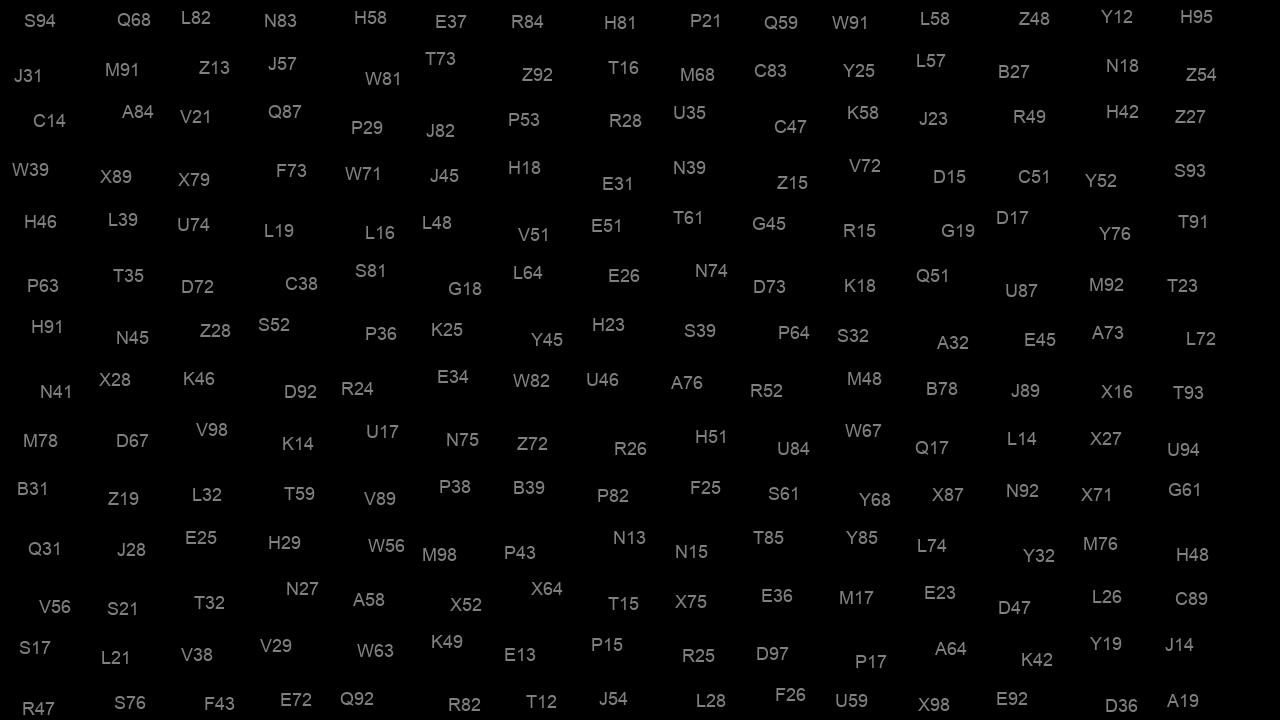 S94 Q68 L82 N83 H58 E37 R84 H81 P21 Q59 W91 L58 Z48 Y12 H95
J31 M91 Z13 J57 W81 T73 Z92 T16 M68 C83 Y25 L57 B27 N18 Z54
C14 A84 V21 Q87 P29 J82 P53 R28 U35 C47 K58 J23 R49 H42 Z27
W39 X89 X79 F73 W71 J45 H18 E31 N39 Z15 V72 D15 C51 Y52 S93
H46 L39 U74 L19 L16 L48 V51 E51 T61 G45 R15 G19 D17 Y76 T91
P63 T35 D72 C38 S81 G18 L64 E26 N74 D73 K18 Q51 U87 M92 T23
H91 N45 Z28 S52 P36 K25 Y45 H23 S39 P64 S32 A32 E45 A73 L72
N41 X28 K46 D92 R24 E34 W82 U46 A76 R52 M48 B78 J89 X16 T93
M78 D67 V98 K14 U17 N75 Z72 R26 H51 U84 W67 Q17 L14 X27 U94
B31 Z19 L32 T59 V89 P38 B39 P82 F25 S61 Y68 X87 N92 X71 G61
Q31 J28 E25 H29 W56 M98 P43 N13 N15 T85 Y85 L74 Y32 M76 H48
V56 S21 T32 N27 A58 X52 X64 T15 X75 E36 M17 E23 D47 L26 C89
S17 L21 V38 V29 W63 K49 E13 P15 R25 D97 P17 A64 K42 Y19 J14
R47 S76 F43 E72 Q92 R82 T12 J54 L28 F26 U59 X98 E92 D36 A19